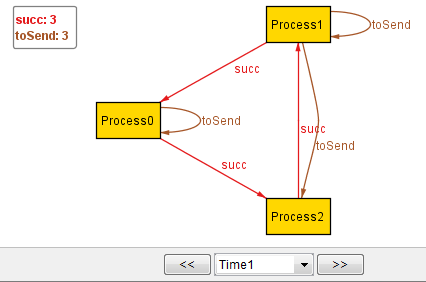 succ: 3
toSend: 3
Process1
toSend
succ
Process0
toSend
succ
toSend
succ
Process2
<<
Time1
>>